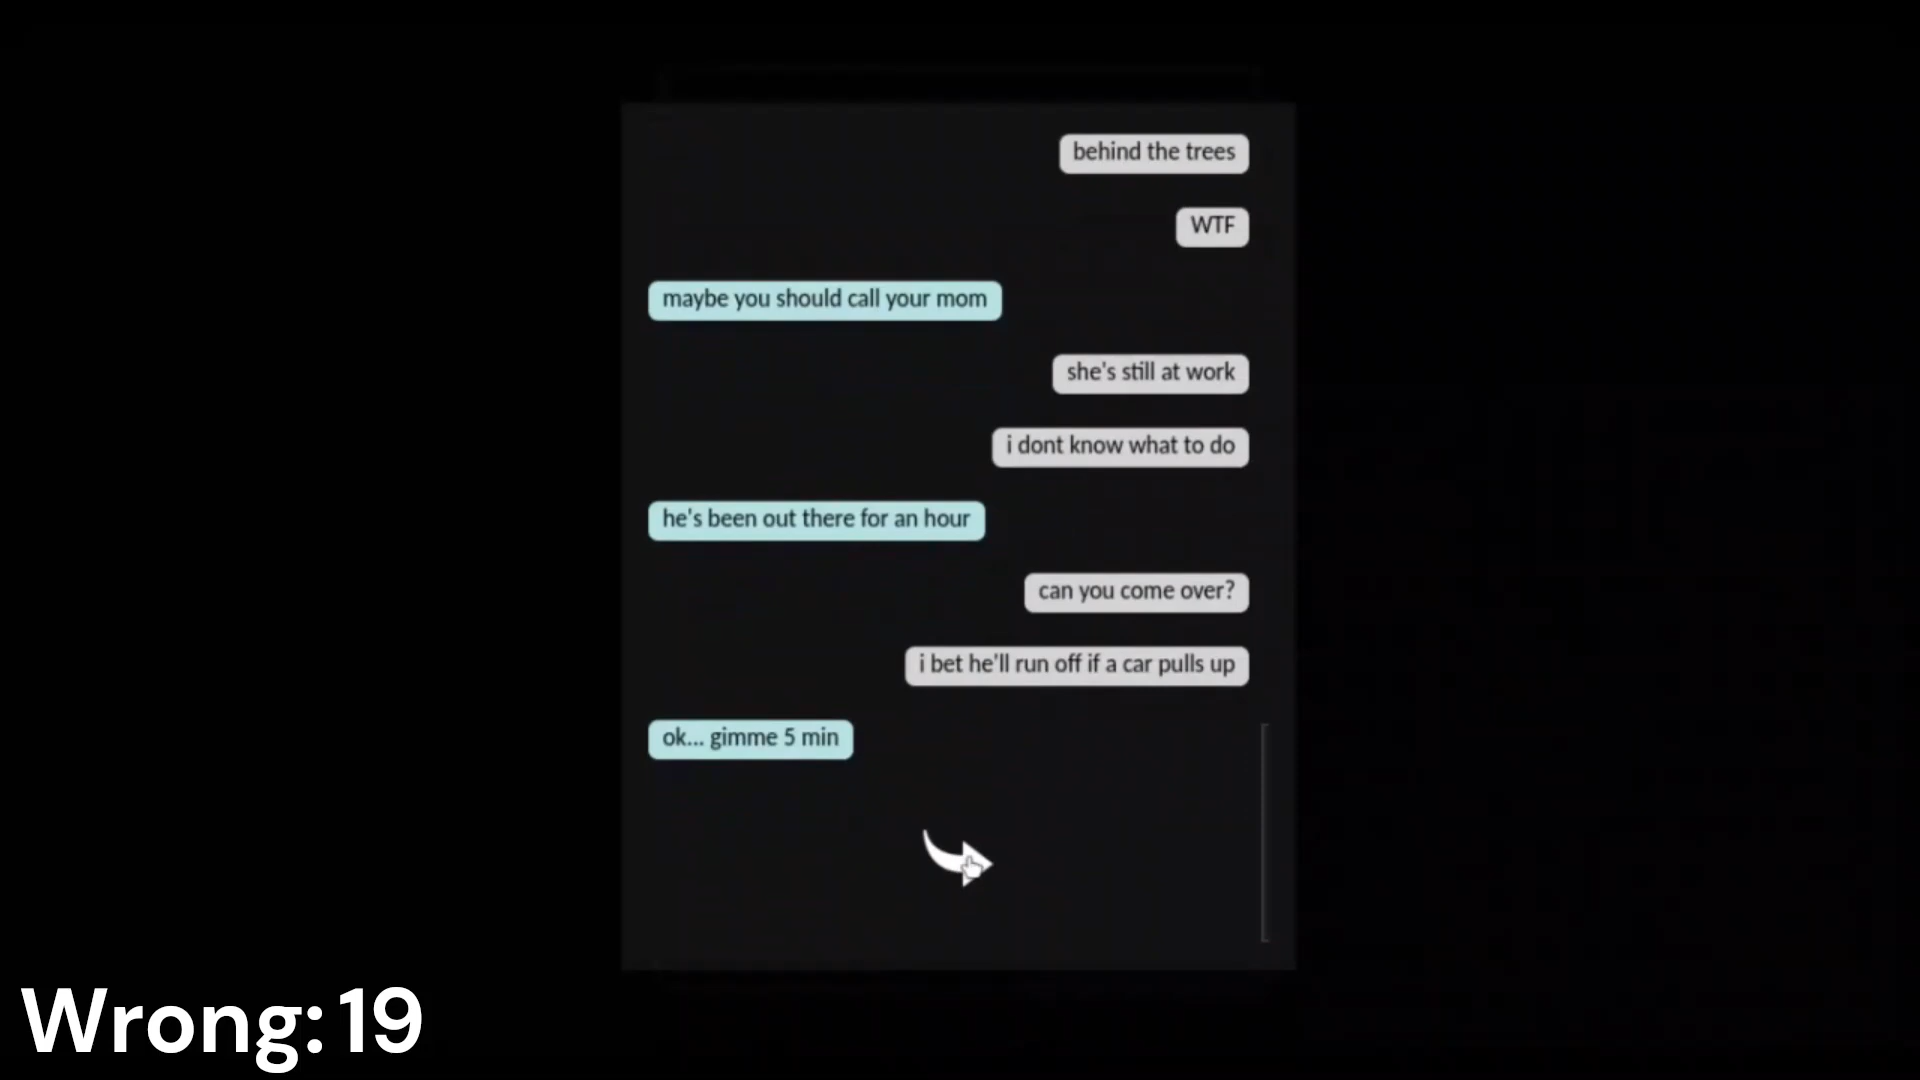 behind the trees
WTF
maybe you should call your mom
she's still at work
i dont know what to do
he's been out there for an hour
can you come over?
i bet he'll run off if a car pulls up
ok... gimme 5 min
Wrong: 19